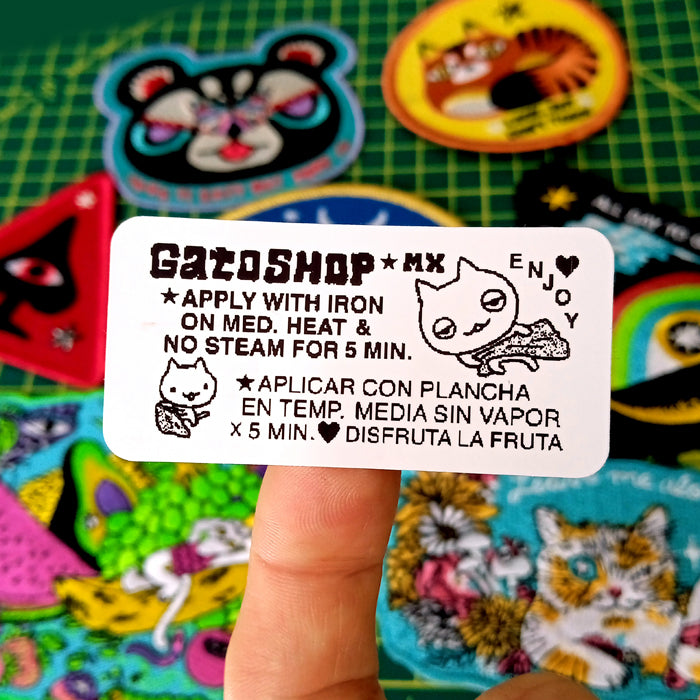 GatoSHOP ★ MX
ENJOY
★ APPLY WITH IRON
ON MED. HEAT &
NO STEAM FOR 5 MIN.
★ APLICAR CON PLANCHA
EN TEMP. MEDIA SIN VAPOR
X 5 MIN. ♥ DISFRUTA LA FRUTA
ALL DAY TO